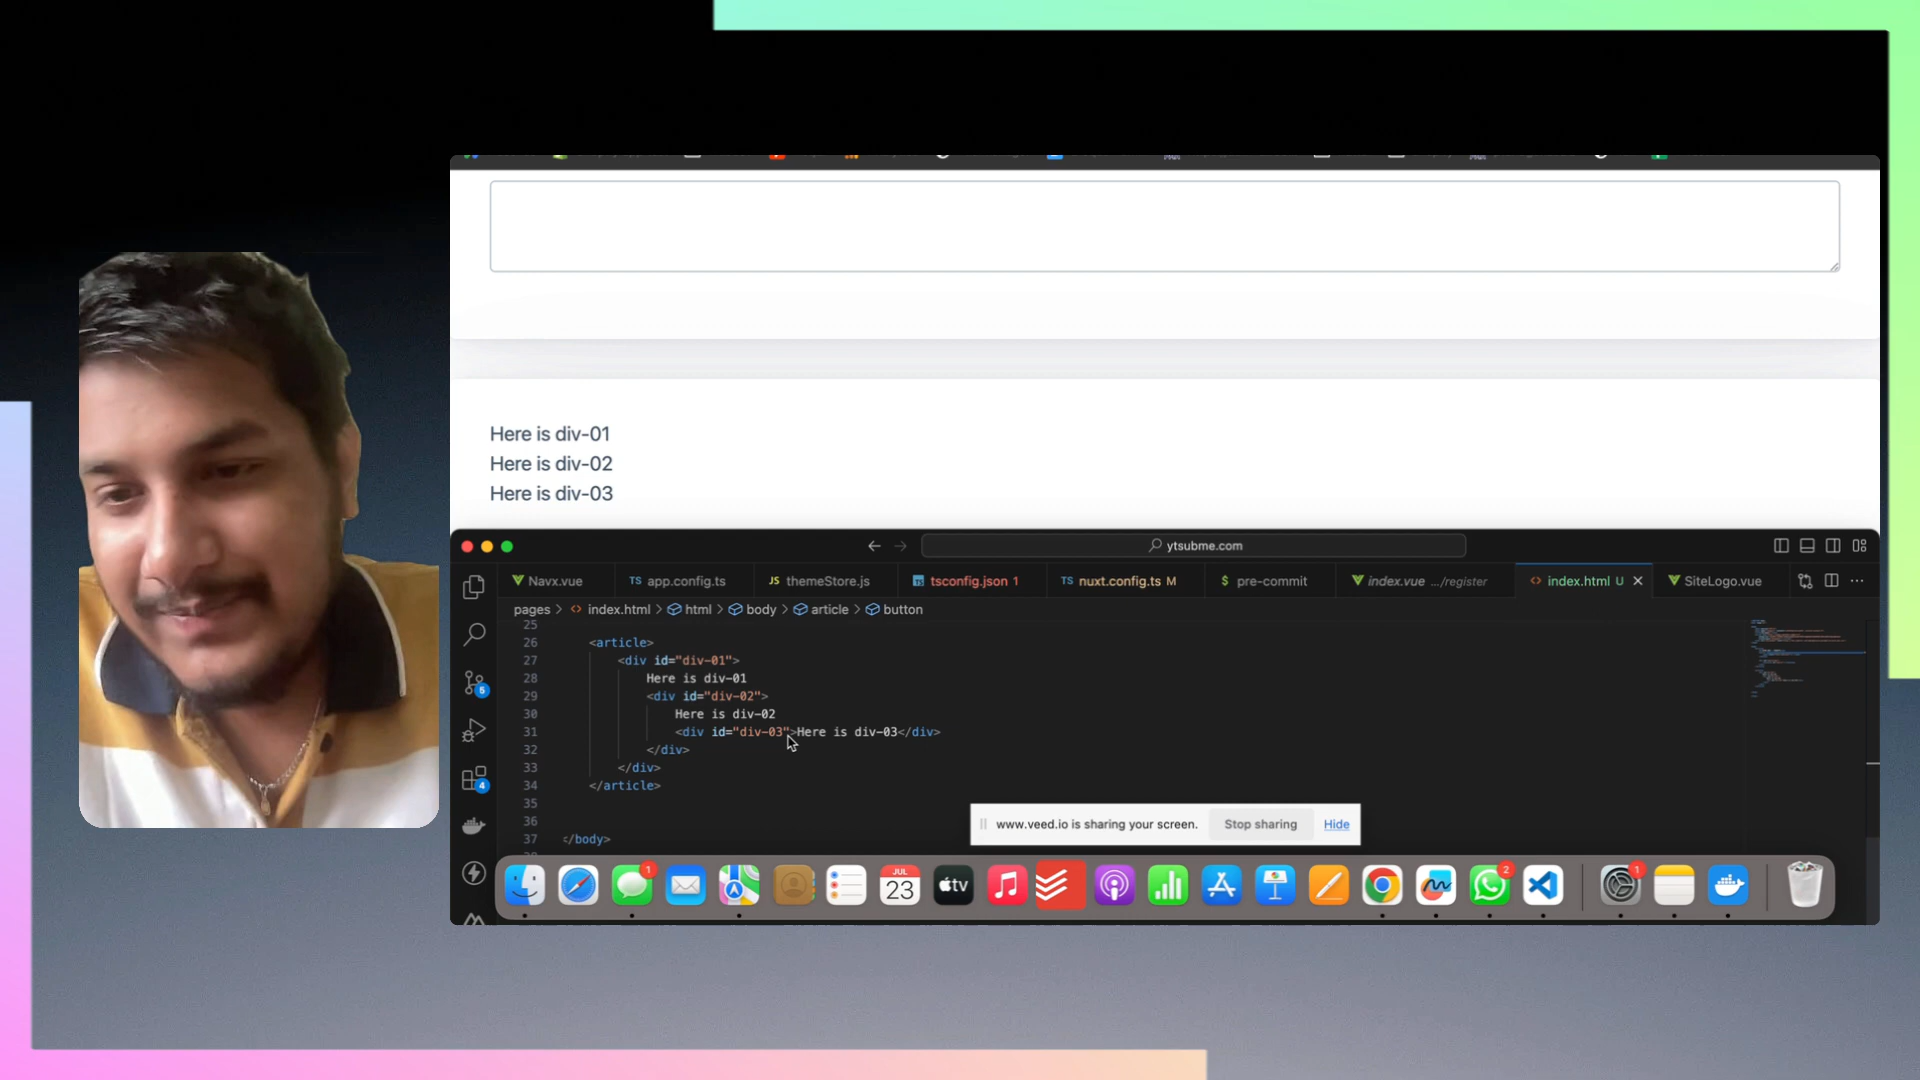 Here is div-01
Here is div-02
Here is div-03
ytsubme.com
Navx.vue
TS app.config.ts
JS themeStore.js
tsconfig.json 1
TS nuxt.config.ts M
$ pre-commit
index.vue .../register
index.html U
SiteLogo.vue
pages > index.html > html > body > article > button
25
26 <article>
27 <div id="div-01">
28 Here is div-01
29 <div id="div-02">
30 Here is div-02
31 <div id="div-03">Here is div-03</div>
32 </div>
33 </div>
34 </article>
35
36
37 </body>
5
4
www.veed.io is sharing your screen. Stop sharing Hide
1
JUL
23
tv
2
1